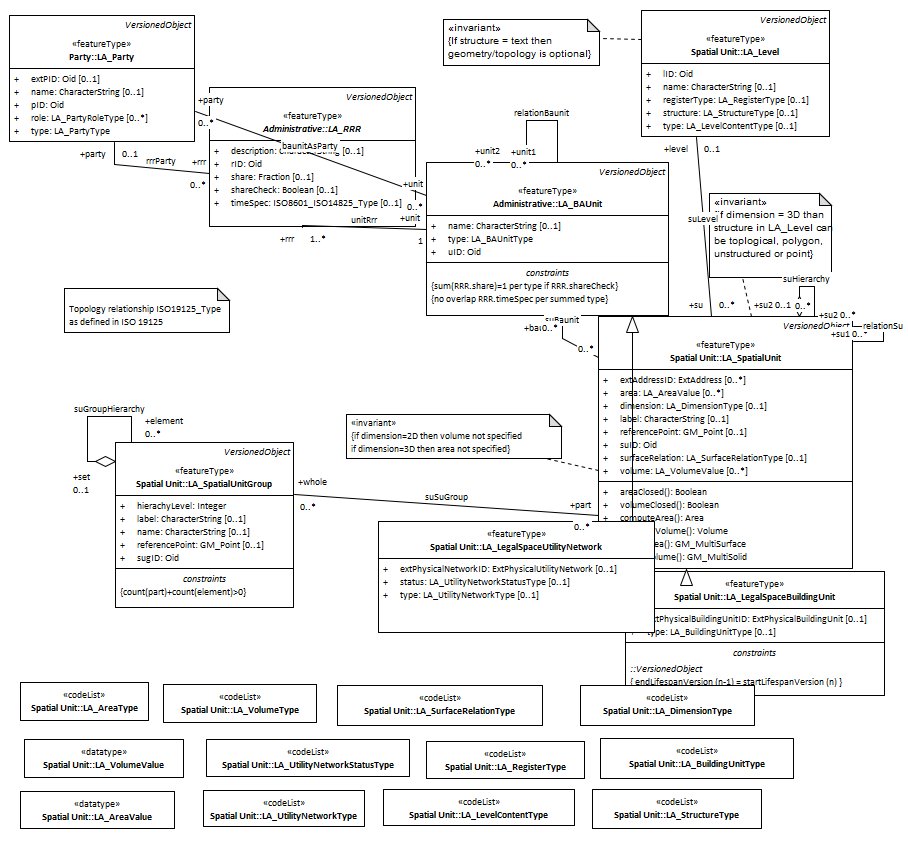 VersionedObject
«featureType»
Party::LA_Party
+ extPID: Oid [0..1]
+ name: CharacterString [0..1]
+ pID: Oid
+ role: LA_PartyRoleType [0..*]
+ type: LA_PartyType
«invariant»
{If structure = text then
geometry/topology is optional}
VersionedObject
«featureType»
Spatial Unit::LA_Level
+ lID: Oid
+ name: CharacterString [0..1]
+ registerType: LA_RegisterType [0..1]
+ structure: LA_StructureType [0..1]
+ type: LA_LevelContentType [0..1]
+party
0..*
+party 0..1
rrrParty
+rrr
0..*
VersionedObject
«featureType»
Administrative::LA_RRR
+ description: [0..1]
baunitAsParty
+ rID: Oid
+ share: Fraction [0..1]
+ shareCheck: Boolean [0..1]
+ timeSpec: ISO8601_ISO14825_Type [0..1]
relationBaunit
+unit2
0..*
+unit1
0..*
+unit
0..*
+unit
1
unitRrr
+rrr 1..*
VersionedObject
«featureType»
Administrative::LA_BAUnit
+ name: CharacterString [0..1]
+ type: LA_BAUnitType
+ uID: Oid
constraints
{sum(RRR.share)=1 per type if RRR.shareCheck}
{no overlap RRR.timeSpec per summed type}
+level 0..1
suLevel
«invariant»
{if dimension = 3D than
structure in LA_Level can
be toplogical, polygon,
unstructured or point}
suHierarchy
+su 0..*
+su2 0..1 0..*
+su2 0..*
+su1 0..*
relationSu
Topology relationship ISO19125_Type
as defined in ISO 19125
suBaunit
0..*
0..*
VersionedObject
«featureType»
Spatial Unit::LA_SpatialUnit
+ extAddressID: ExtAddress [0..*]
+ area: LA_AreaValue [0..*]
+ dimension: LA_DimensionType [0..1]
+ label: CharacterString [0..1]
+ referencePoint: GM_Point [0..1]
+ suID: Oid
+ surfaceRelation: LA_SurfaceRelationType [0..1]
+ volume: LA_VolumeValue [0..*]
+ areaClosed(): Boolean
+ volumeClosed(): Boolean
+ computeArea(): Area
Volume(): Volume
GM_MultiSurface
GM_MultiSolid
«invariant»
{if dimension=2D then volume not specified
if dimension=3D then area not specified}
suGroupHierarchy
+element
0..*
+set
0..1
VersionedObject
«featureType»
Spatial Unit::LA_SpatialUnitGroup
+ hierachyLevel: Integer
+ label: CharacterString [0..1]
+ name: CharacterString [0..1]
+ referencePoint: GM_Point [0..1]
+ sugID: Oid
constraints
{count(part)+count(element)>0}
+whole
0..*
suSuGroup
+part
0..*
«featureType»
Spatial Unit::LA_LegalSpaceUtilityNetwork
+ extPhysicalNetworkID: ExtPhysicalUtilityNetwork [0..1]
+ status: LA_UtilityNetworkStatusType [0..1]
+ type: LA_UtilityNetworkType [0..1]
«featureType»
Spatial Unit::LA_LegalSpaceBuildingUnit
ExtPhysicalBuildingUnit [0..1]
type: LA_BuildingUnitType [0..1]
constraints
::VersionedObject
{ endLifespanVersion (n-1) = startLifespanVersion (n) }
«codeList»
Spatial Unit::LA_AreaType
«codeList»
Spatial Unit::LA_VolumeType
«codeList»
Spatial Unit::LA_SurfaceRelationType
«codeList»
Spatial Unit::LA_DimensionType
«datatype»
Spatial Unit::LA_VolumeValue
«codeList»
Spatial Unit::LA_UtilityNetworkStatusType
«codeList»
Spatial Unit::LA_RegisterType
«codeList»
Spatial Unit::LA_BuildingUnitType
«datatype»
Spatial Unit::LA_AreaValue
«codeList»
Spatial Unit::LA_UtilityNetworkType
«codeList»
Spatial Unit::LA_LevelContentType
«codeList»
Spatial Unit::LA_StructureType